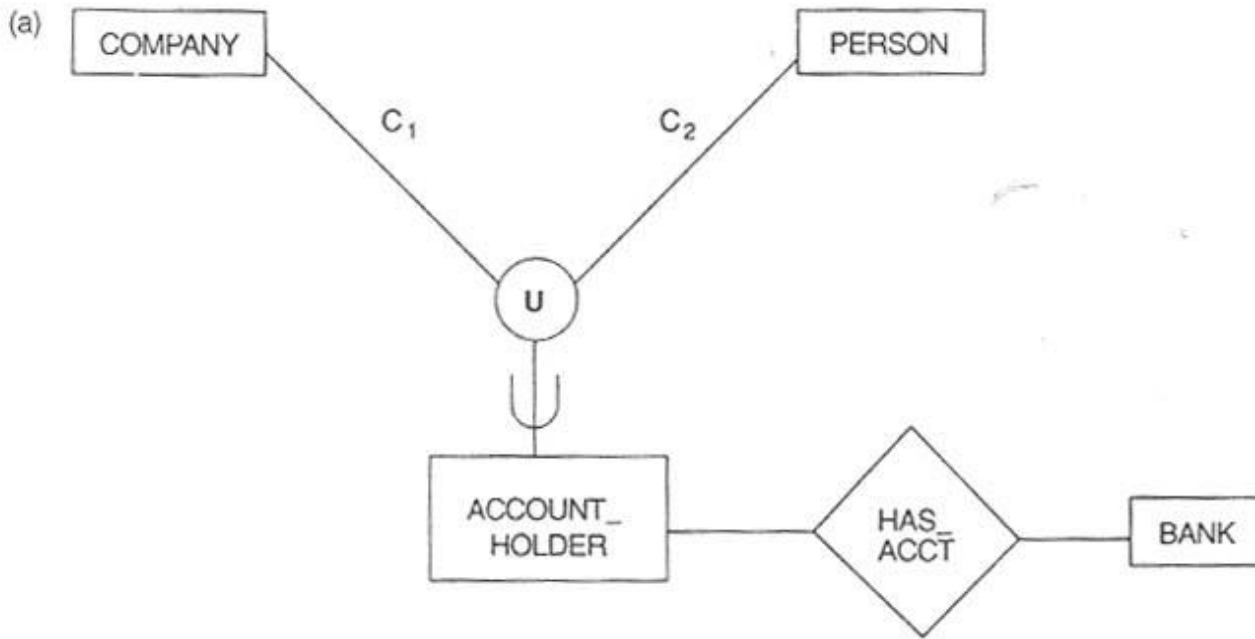 (a)
COMPANY
PERSON
C₁
C₂
U
ACCOUNT_
HOLDER
HAS_
ACCT
BANK